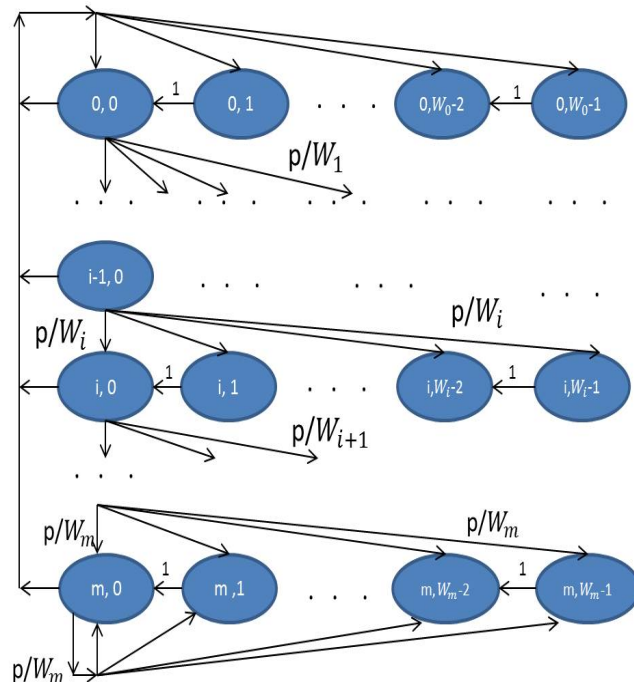 0, 0 1 0, 1 . . . 0,W₀-2 1 0,W₀-1
p/W₁
. . . . . . . . . . . . . . .
i-1, 0 . . . . . . . . .
p/Wᵢ p/Wᵢ
i, 0 1 i, 1 . . . i,Wᵢ-2 1 i,Wᵢ-1
p/Wᵢ₊₁
. . .
p/Wₘ p/Wₘ
m, 0 1 m ,1 . . . m,Wₘ-2 1 m,Wₘ-1
p/Wₘ